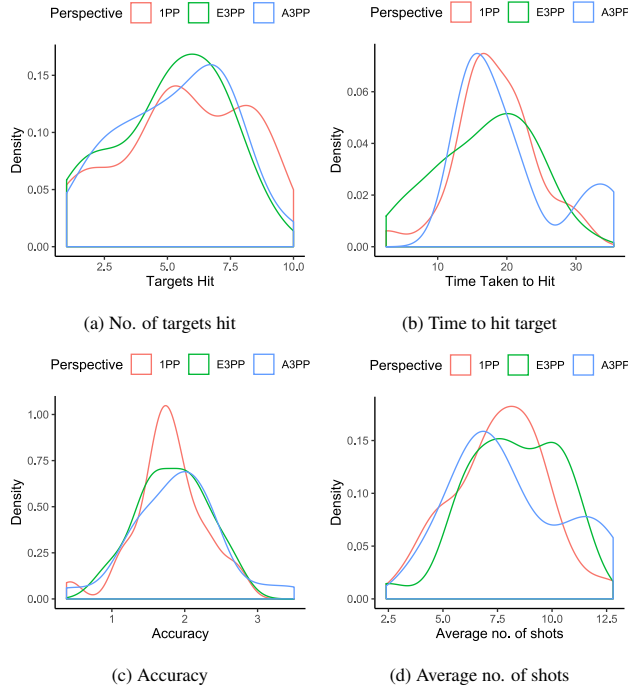 Perspective 1PP E3PP A3PP Perspective 1PP E3PP A3PP
0.15
0.10
0.05
0.00
Density
2.5 5.0 7.5 10.0
Targets Hit
0.06
0.04
0.02
0.00
Density
10 20 30
Time Taken to Hit
(a) No. of targets hit (b) Time to hit target
Perspective 1PP E3PP A3PP Perspective 1PP E3PP A3PP
1.00
0.75
0.50
0.25
0.00
Density
1 2 3
Accuracy
0.15
0.10
0.05
0.00
Density
2.5 5.0 7.5 10.0 12.5
Average no. of shots
(c) Accuracy (d) Average no. of shots